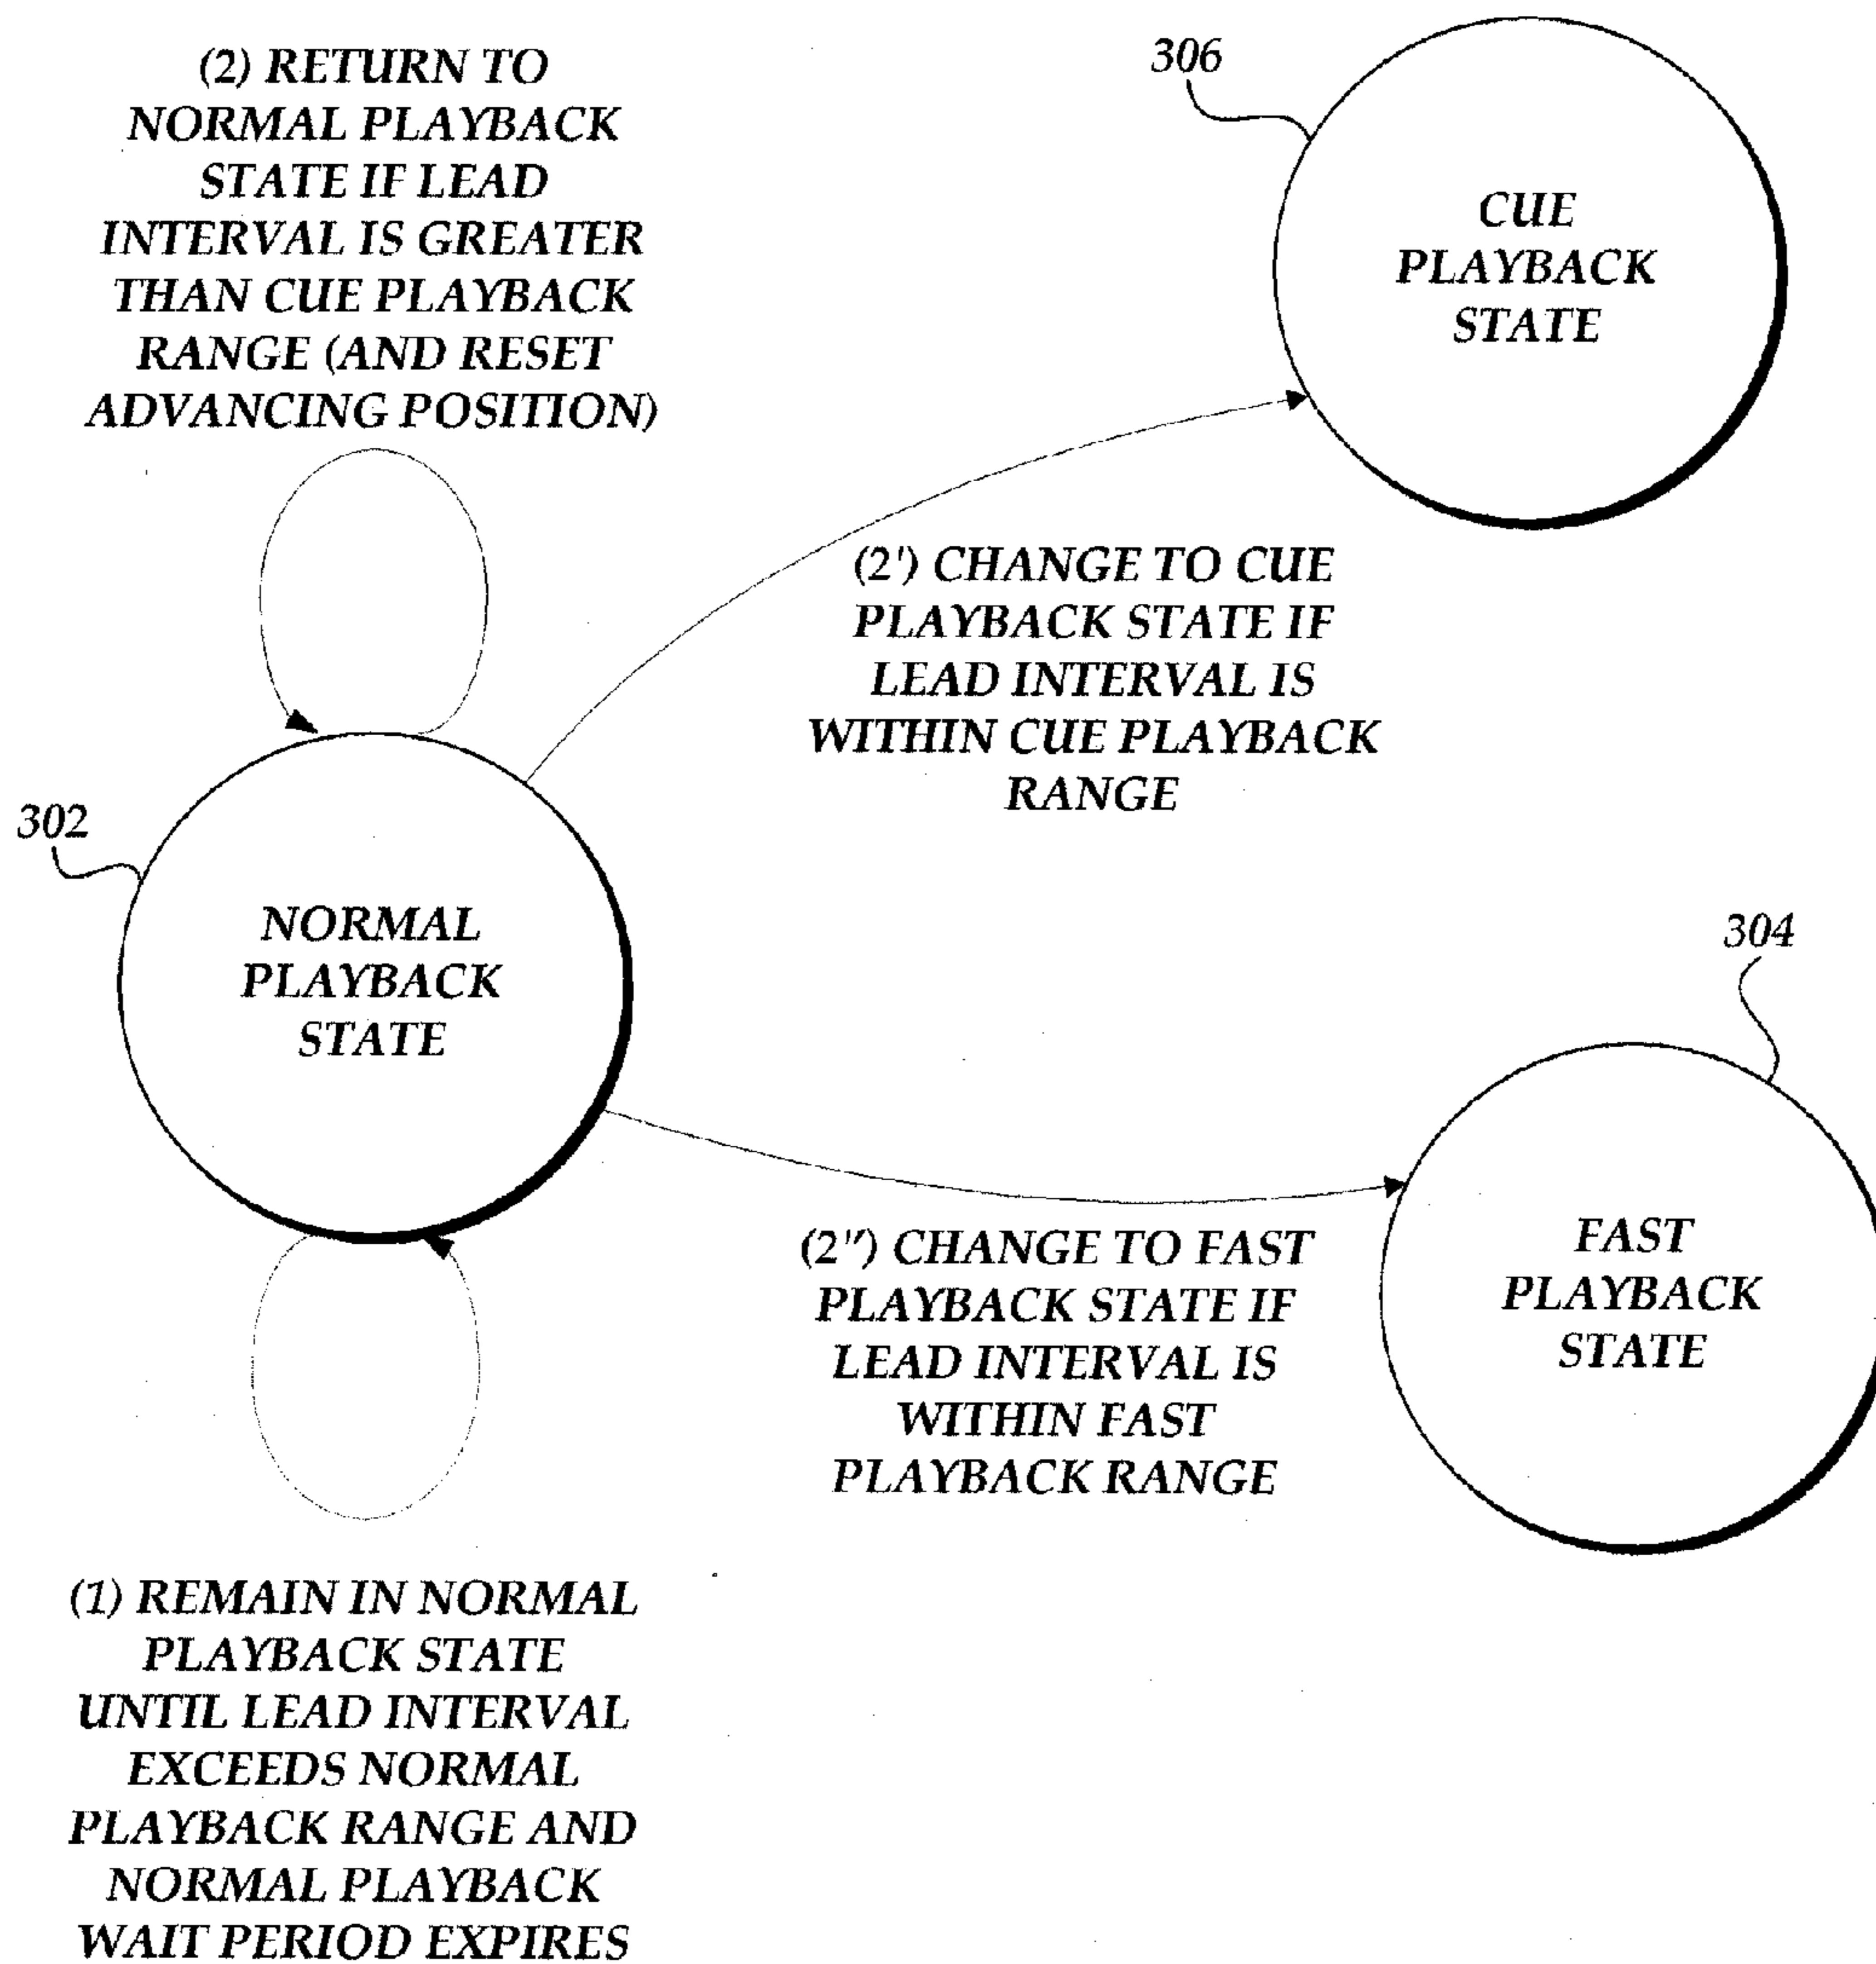 (2) RETURN TO
NORMAL PLAYBACK
STATE IF LEAD
INTERVAL IS GREATER
THAN CUE PLAYBACK
RANGE (AND RESET
ADVANCING POSITION)
306
CUE
PLAYBACK
STATE
(2') CHANGE TO CUE
PLAYBACK STATE IF
LEAD INTERVAL IS
WITHIN CUE PLAYBACK
RANGE
302
NORMAL
PLAYBACK
STATE
304
FAST
PLAYBACK
STATE
(2") CHANGE TO FAST
PLAYBACK STATE IF
LEAD INTERVAL IS
WITHIN FAST
PLAYBACK RANGE
(1) REMAIN IN NORMAL
PLAYBACK STATE
UNTIL LEAD INTERVAL
EXCEEDS NORMAL
PLAYBACK RANGE AND
NORMAL PLAYBACK
WAIT PERIOD EXPIRES